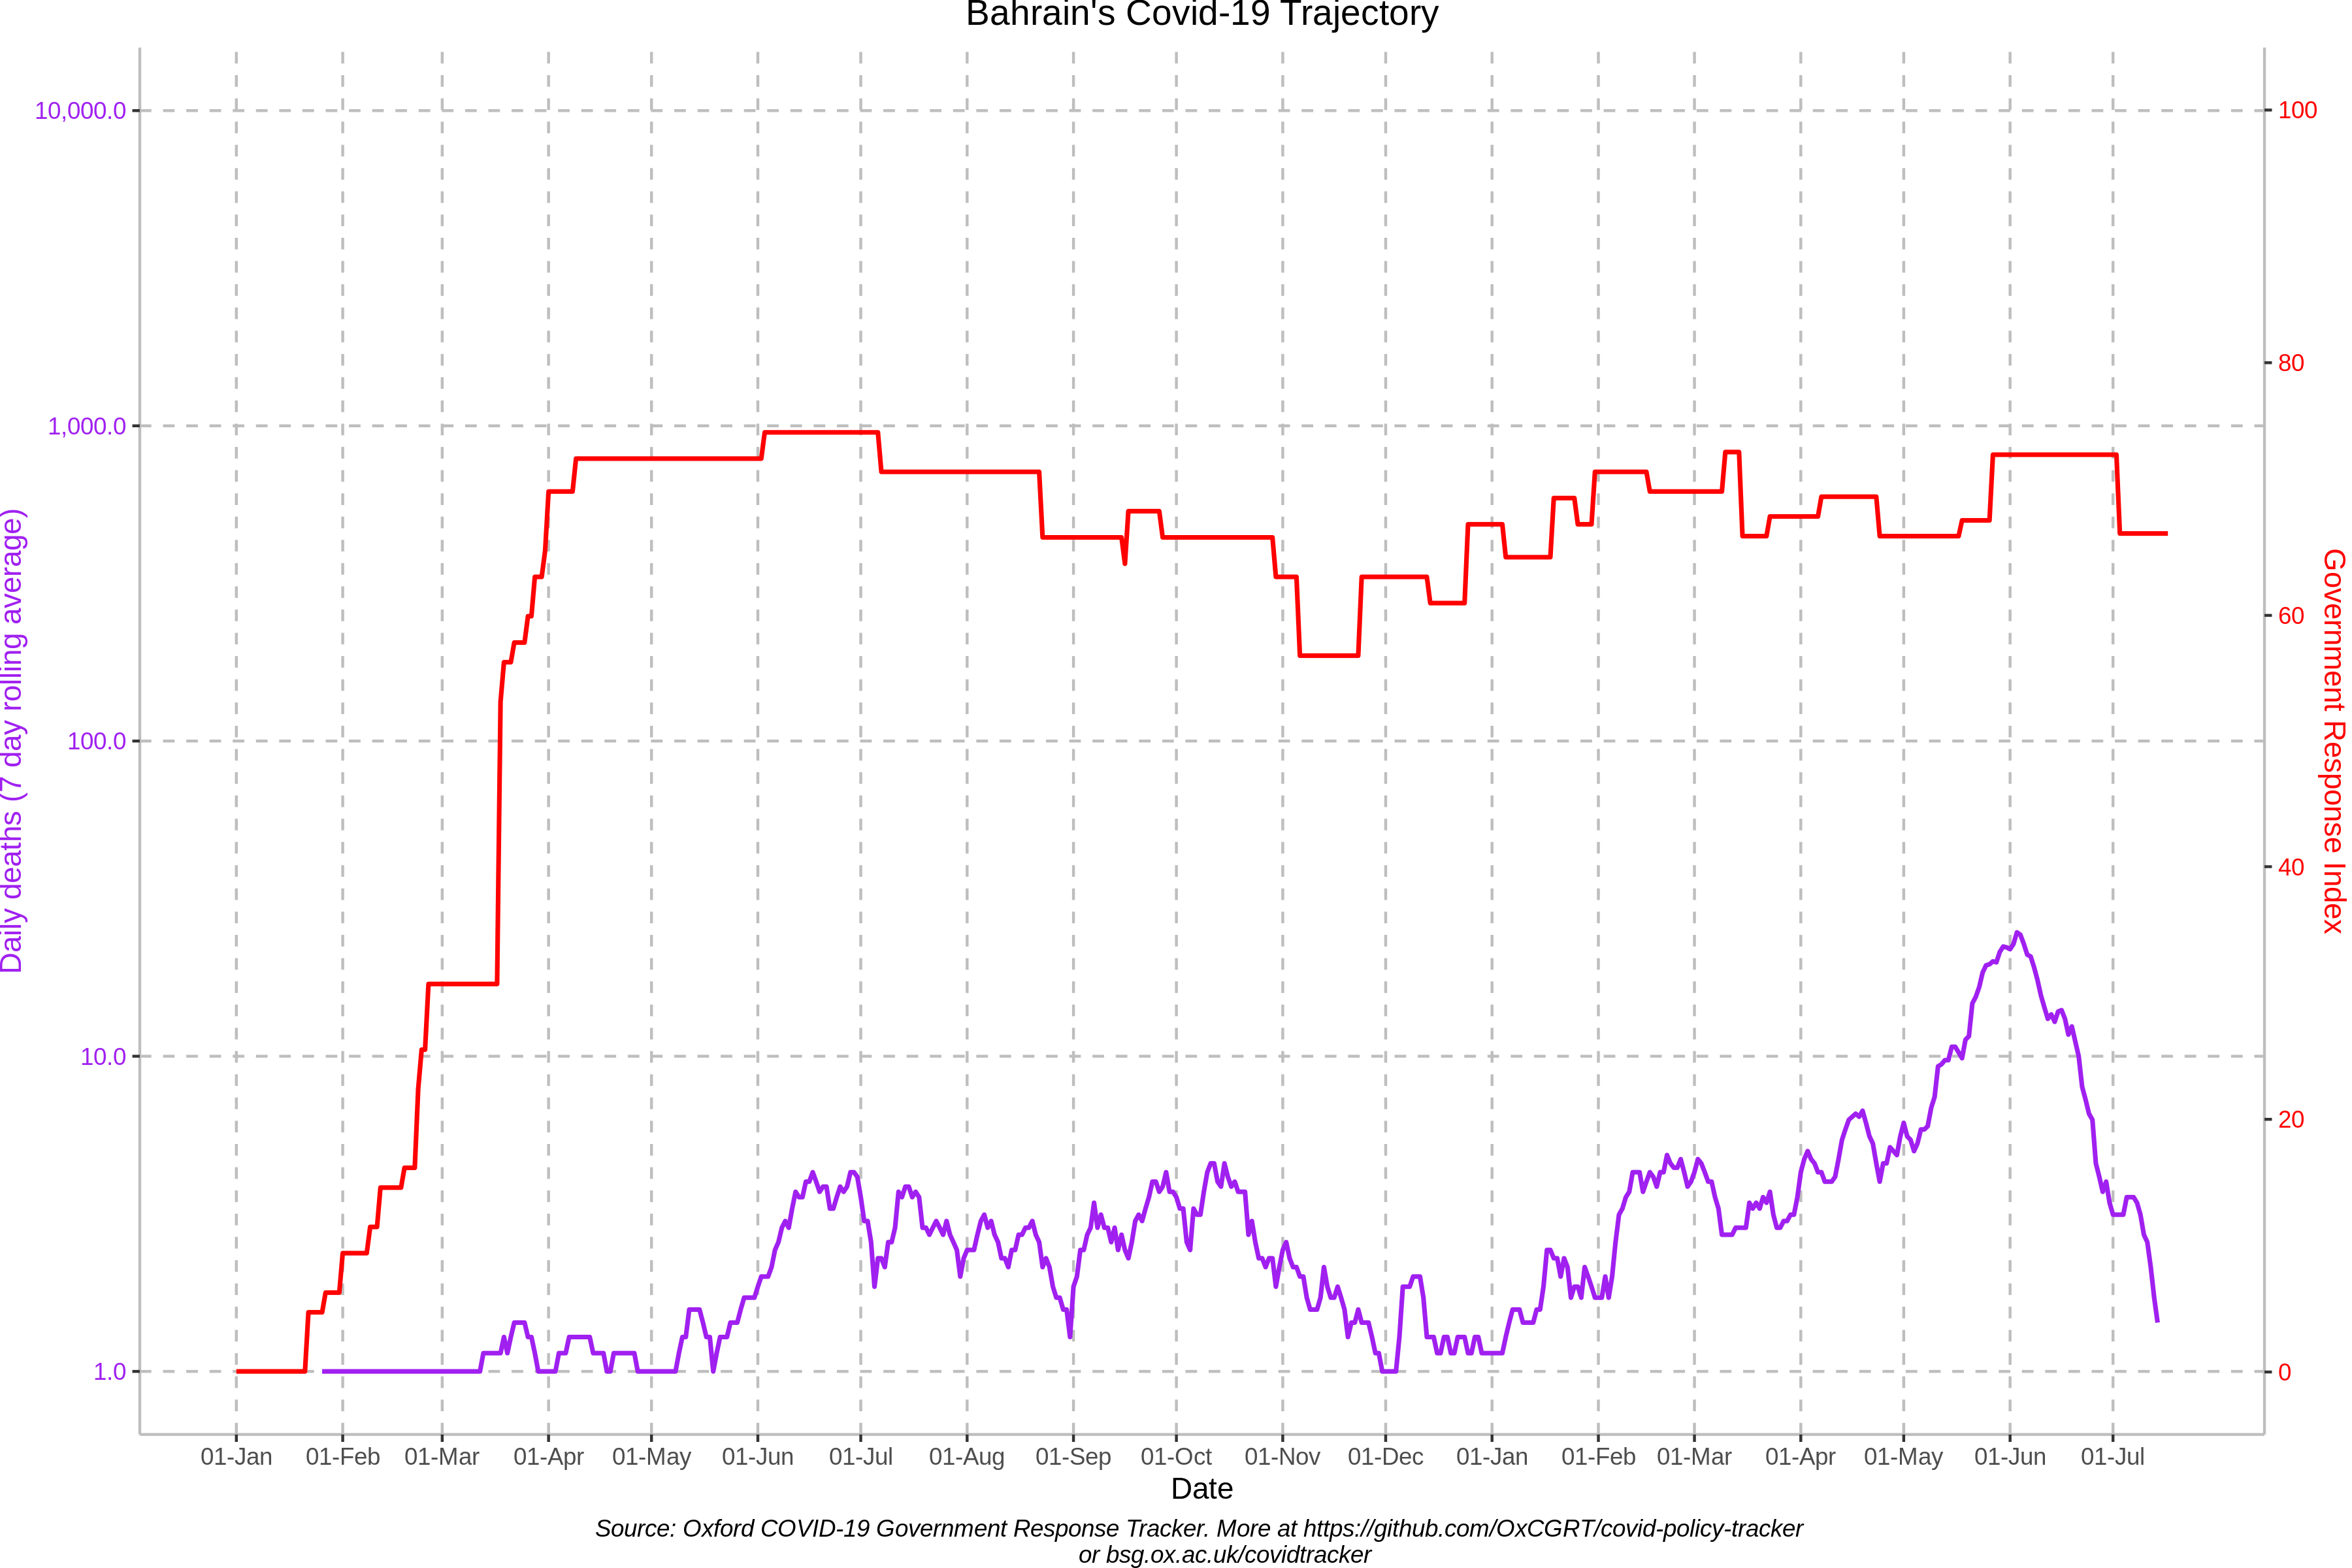 Bahrain's Covid-19 Trajectory
10,000.0
1,000.0
100.0
10.0
1.0
Daily deaths (7 day rolling average)
100
80
60
40
20
0
Government Response Index
01-Jan 01-Feb 01-Mar 01-Apr 01-May 01-Jun 01-Jul 01-Aug 01-Sep 01-Oct 01-Nov 01-Dec 01-Jan 01-Feb 01-Mar 01-Apr 01-May 01-Jun 01-Jul
Date
Source: Oxford COVID-19 Government Response Tracker. More at https://github.com/OxCGRT/covid-policy-tracker
or bsg.ox.ac.uk/covidtracker